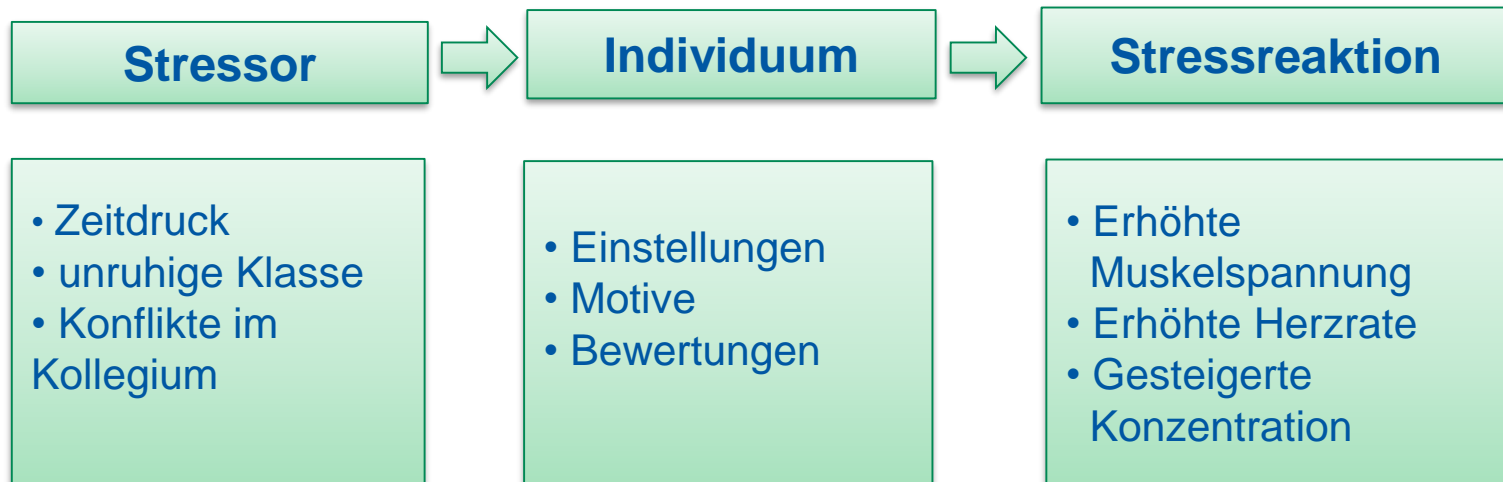 Stressor
Individuum
Stressreaktion
• Zeitdruck
• unruhige Klasse
• Konflikte im
Kollegium
• Einstellungen
• Motive
• Bewertungen
• Erhöhte
Muskelspannung
• Erhöhte Herzrate
• Gesteigerte
Konzentration